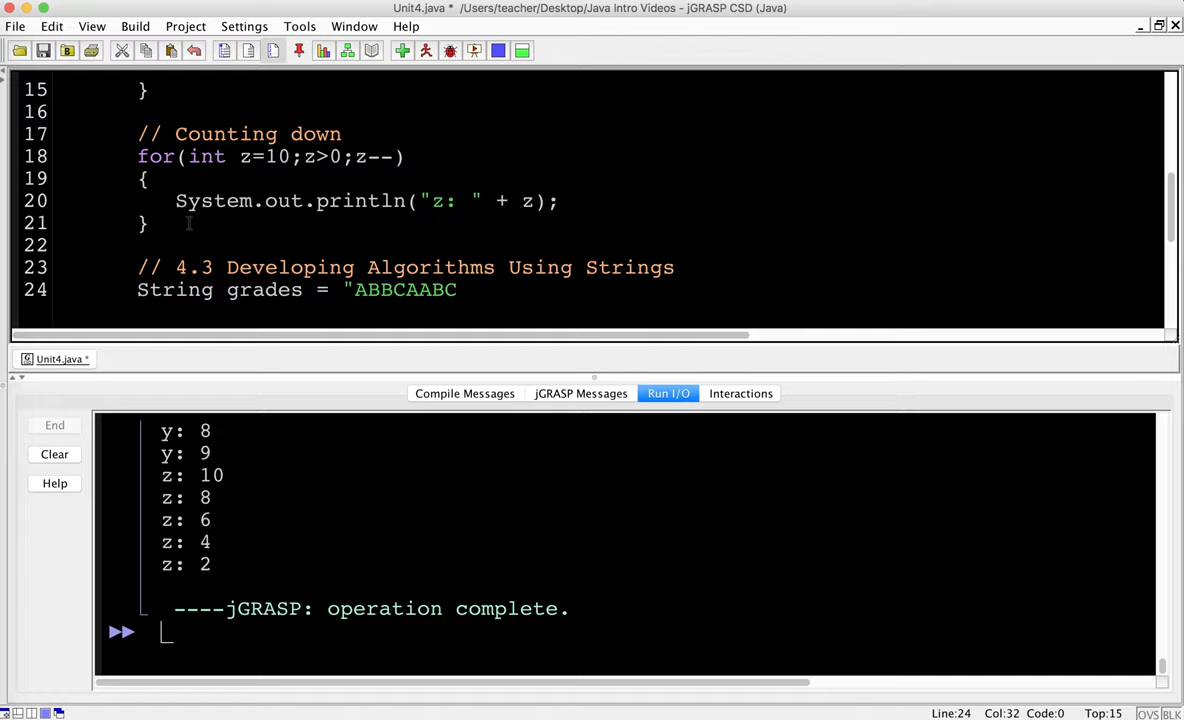 Unit4.java * /Users/teacher/Desktop/Java Intro Videos - jGRASP CSD (Java)
File Edit View Build Project Settings Tools Window Help
15 }
16
17 // Counting down
18 for(int z=10;z>0;z--)
19 {
20 System.out.println("z: " + z);
21 }
22
23 // 4.3 Developing Algorithms Using Strings
24 String grades = "ABBCAABC
Unit4.java *
Compile Messages jGRASP Messages Run I/O Interactions
End
Clear
Help
y: 8
y: 9
z: 10
z: 8
z: 6
z: 4
z: 2
----jGRASP: operation complete.
Line:24 Col:32 Code:0 Top:15 OVS BLK